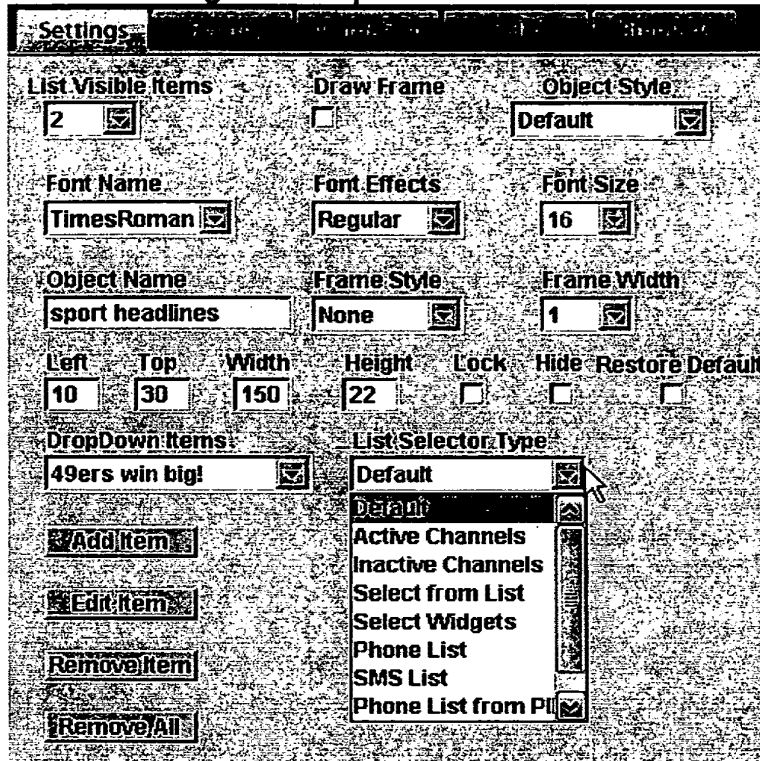 Settings
List Visible Items Draw Frame Object Style
2 Default
Font Name Font Effects Font Size
TimesRoman Regular 16
Object Name Frame Style Frame Width
sport headlines None 1
Left Top Width Height Lock Hide Restore Default
10 30 150 22
DropDown Items List Selector Type
49ers win big! Default
Default
Add Item Active Channels
Inactive Channels
Edit Item Select from List
Select Widgets
Remove Item Phone List
SMS List
Remove All Phone List from